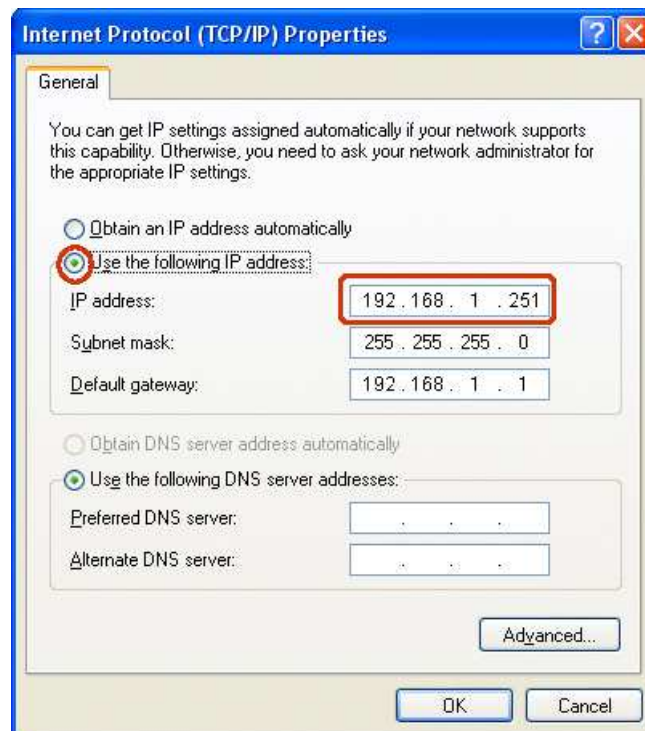 Internet Protocol (TCP/IP) Properties
General
You can get IP settings assigned automatically if your network supports
this capability. Otherwise, you need to ask your network administrator for
the appropriate IP settings.
Obtain an IP address automatically
Use the following IP address:
IP address: 192 . 168 . 1 . 251
Subnet mask: 255 . 255 . 255 . 0
Default gateway: 192 . 168 . 1 . 1
Obtain DNS server address automatically
Use the following DNS server addresses:
Preferred DNS server: . . .
Alternate DNS server: . . .
Advanced...
OK Cancel